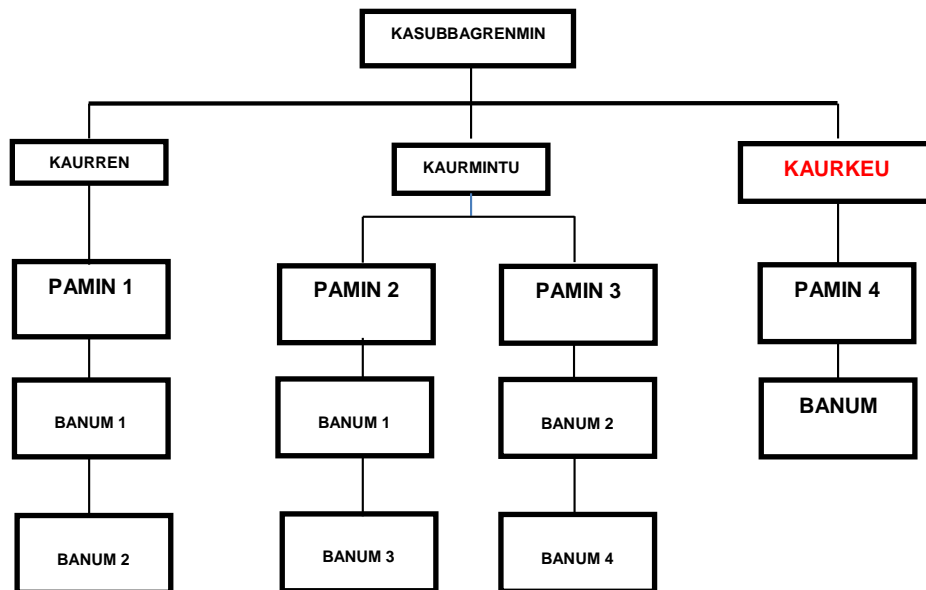 KASUBBAGRENMIN
KAURREN
KAURMINTU
KAURKEU
PAMIN 1
PAMIN 2
PAMIN 3
PAMIN 4
BANUM 1
BANUM 1
BANUM 2
BANUM
BANUM 2
BANUM 3
BANUM 4